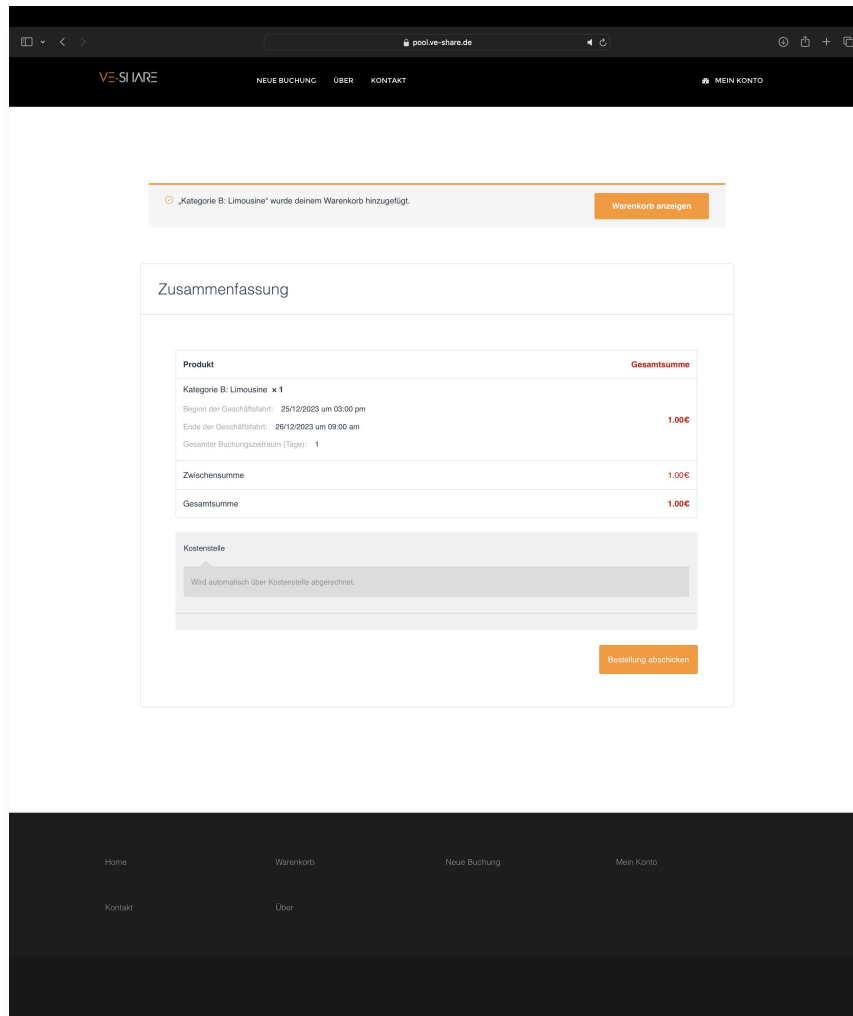 pool.ve-share.de
VE-SHARE
NEUE BUCHUNG ÜBER KONTAKT
MEIN KONTO
„Kategorie B: Limousine“ wurde deinem Warenkorb hinzugefügt.
Warenkorb anzeigen
Zusammenfassung
Produkt Gesamtsumme
Kategorie B: Limousine × 1
Beginn der Geschäftsfahrt: 25/12/2023 um 03:00 pm
1.00€
Ende der Geschäftsfahrt: 26/12/2023 um 09:00 am
Gesamter Buchungszeitraum (Tage): 1
Zwischensumme 1.00€
Gesamtsumme 1.00€
Kostenstelle
Wird automatisch über Kostenstelle abgerechnet.
Bestellung abschicken
Home Warenkorb Neue Buchung Mein Konto
Kontakt Über